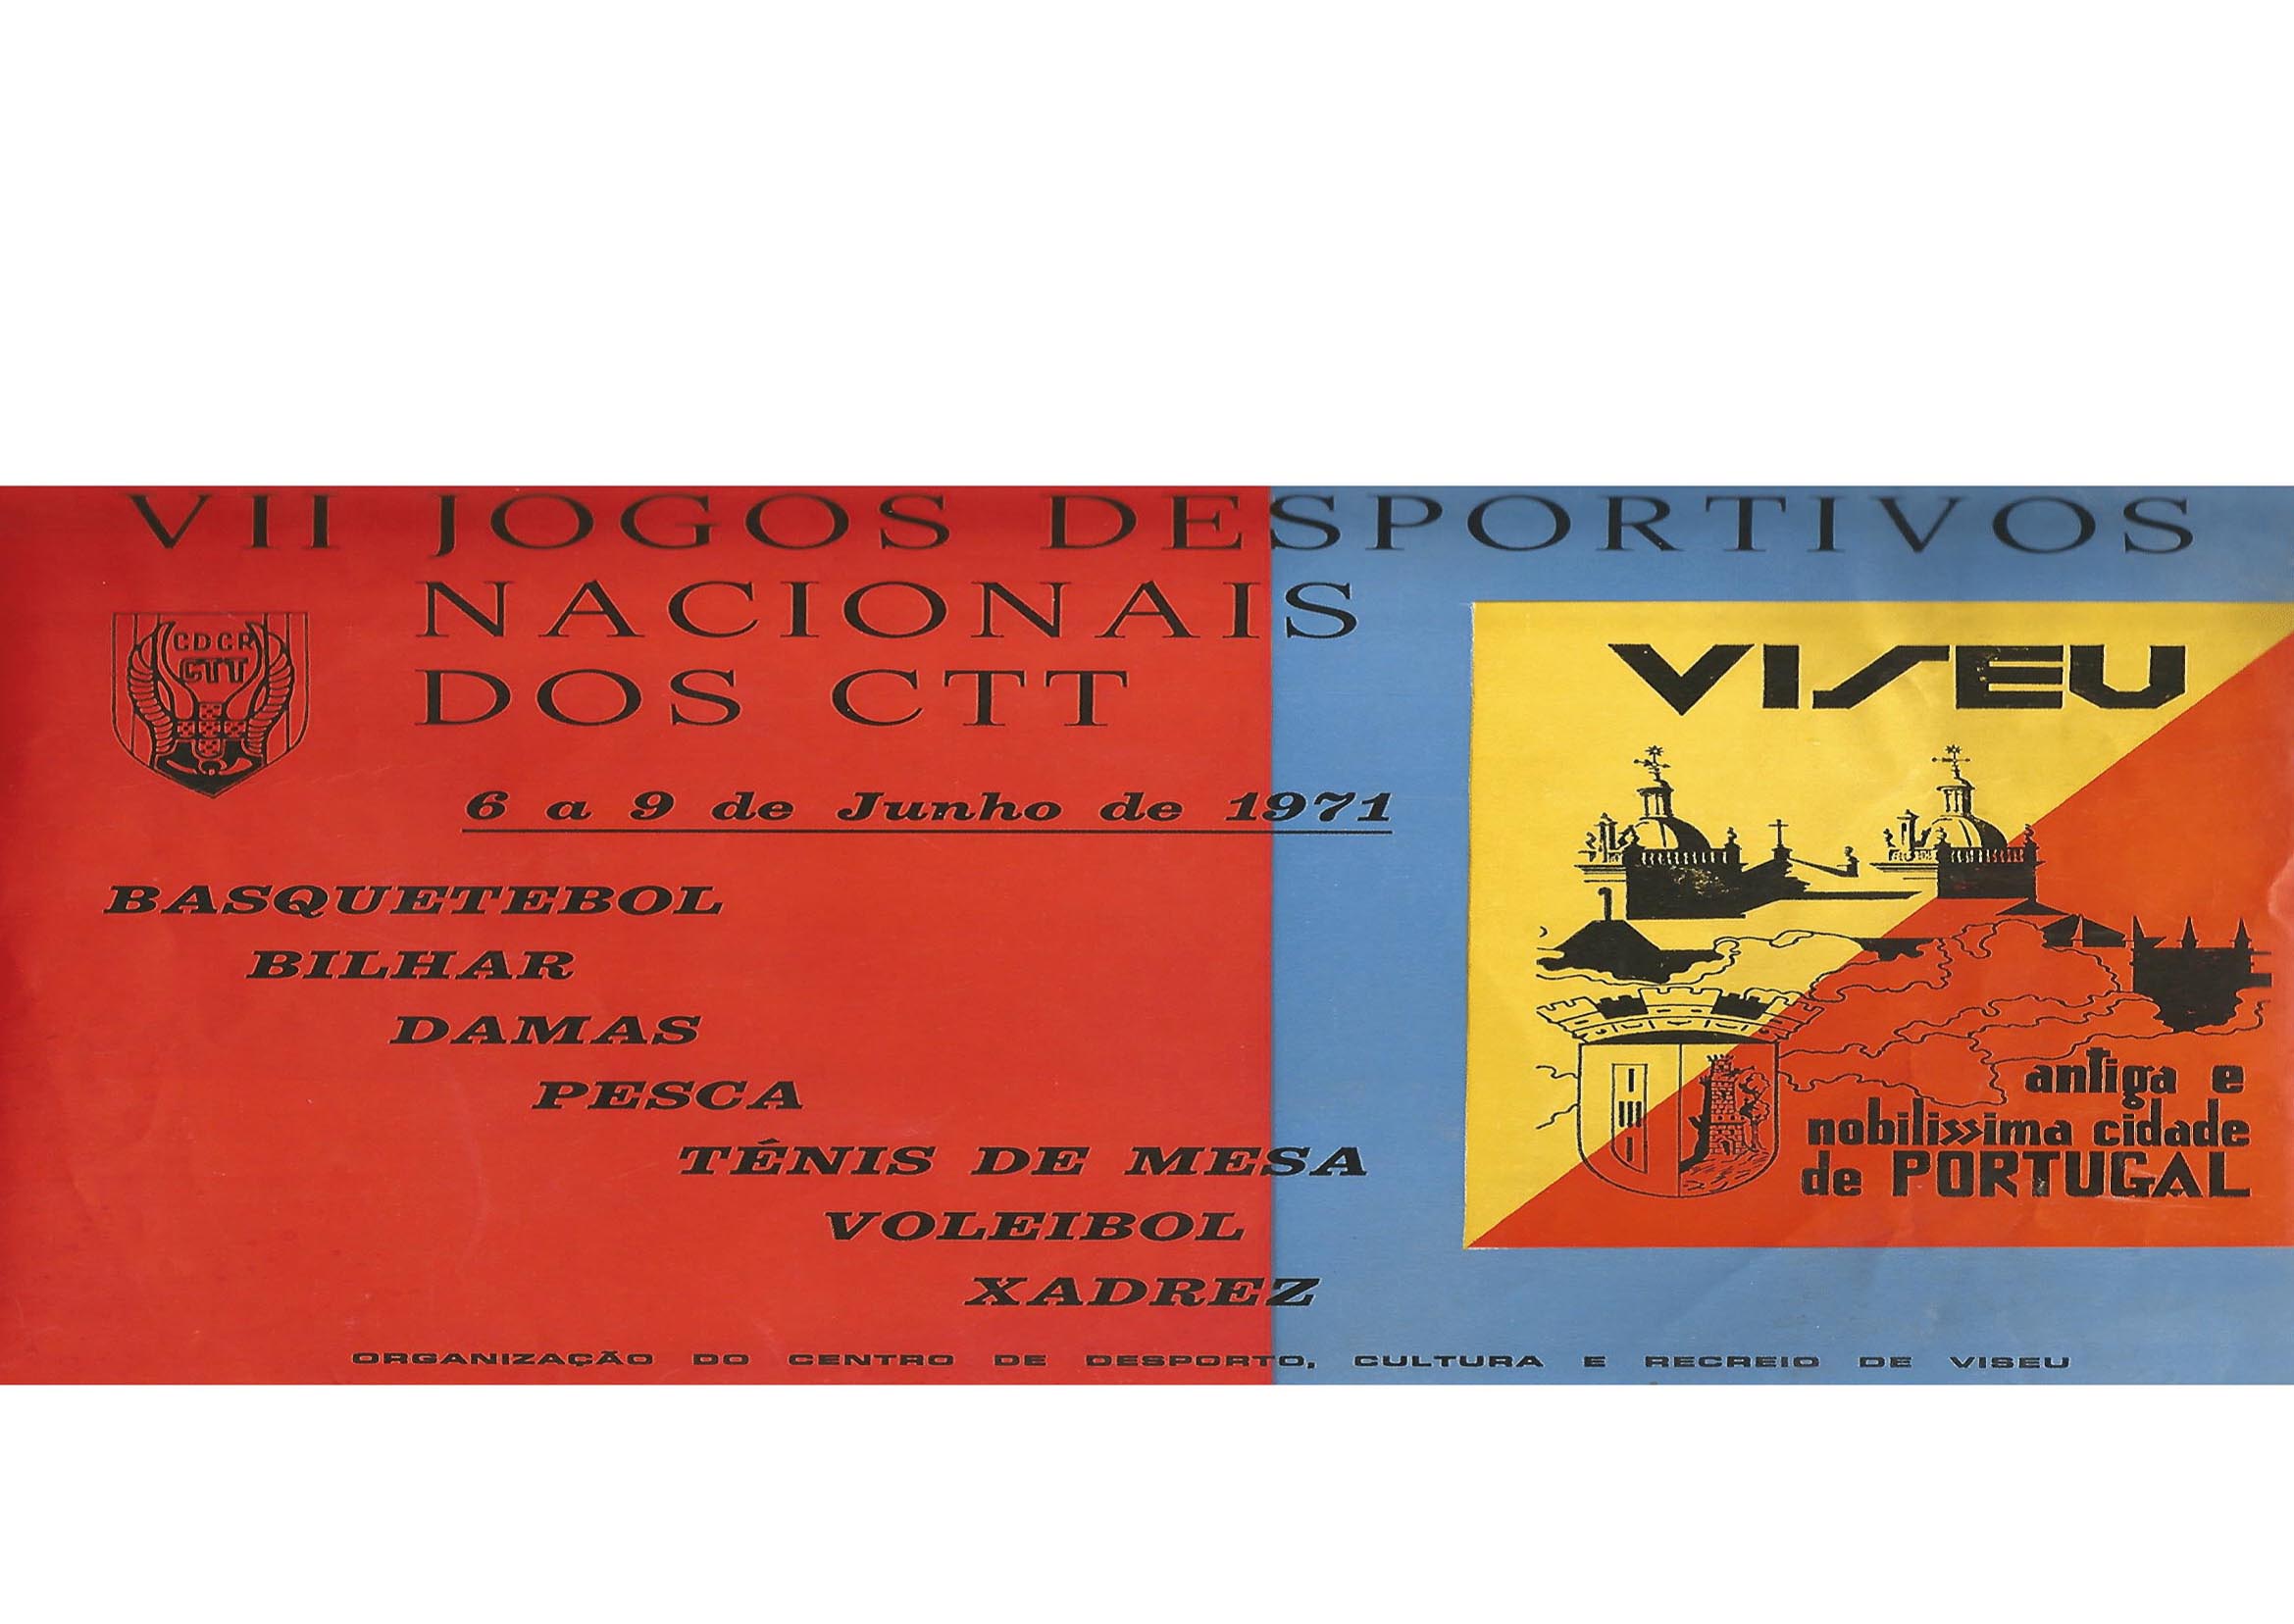 VII JOGOS DESPORTIVOS
NACIONAIS
DOS CTT
CDCR
CTT
6 a 9 de Junho de 1971
BASQUETEBOL
BILHAR
DAMAS
PESCA
TÉNIS DE MESA
VOLEIBOL
XADREZ
VISEU
antiga e
nobilissima cidade
de PORTUGAL
ORGANIZAÇÃO DO CENTRO DE DESPORTO, CULTURA E RECREIO DE VISEU